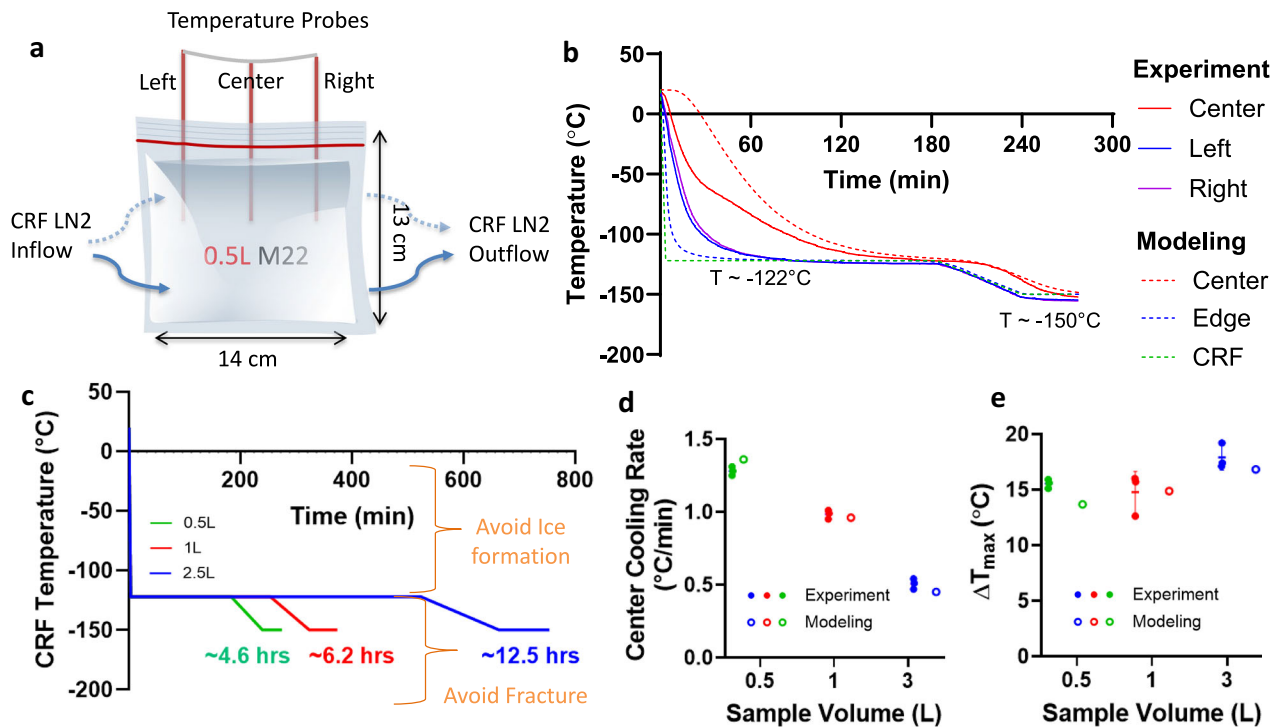 a
Temperature Probes
Left
Center
Right
CRF LN2
Inflow
CRF LN2
Outflow
0.5L M22
13 cm
14 cm
b
Temperature (°C)
50
0
-50
-100
-150
-200
60
120
180
240
300
Time (min)
T ~ -122°C
T ~ -150°C
Experiment
Center
Left
Right
Modeling
Center
Edge
CRF
c
CRF Temperature (°C)
50
0
-50
-100
-150
-200
200
400
600
800
Time (min)
0.5L
1L
2.5L
Avoid Ice
formation
~4.6 hrs
~6.2 hrs
~12.5 hrs
Avoid Fracture
d
Center Cooling Rate
(°C/min)
1.5
1.0
0.5
0.0
Experiment
Modeling
0.5
1
3
Sample Volume (L)
e
ΔTmax (°C)
20
15
10
5
0
Experiment
Modeling
0.5
1
3
Sample Volume (L)